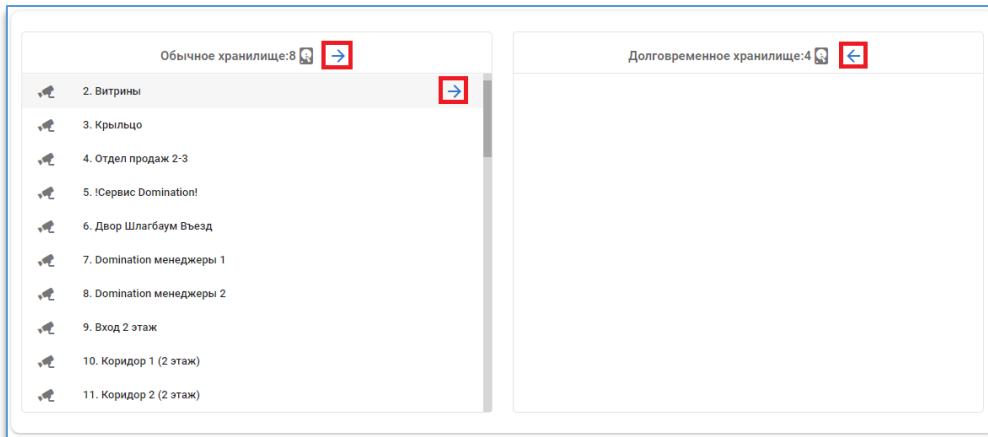 Обычное хранилище:8
Долговременное хранилище:4
2. Витрины
3. Крыльцо
4. Отдел продаж 2-3
5. !Сервис Domination!
6. Двор Шлагбаум Въезд
7. Domination менеджеры 1
8. Domination менеджеры 2
9. Вход 2 этаж
10. Коридор 1 (2 этаж)
11. Коридор 2 (2 этаж)